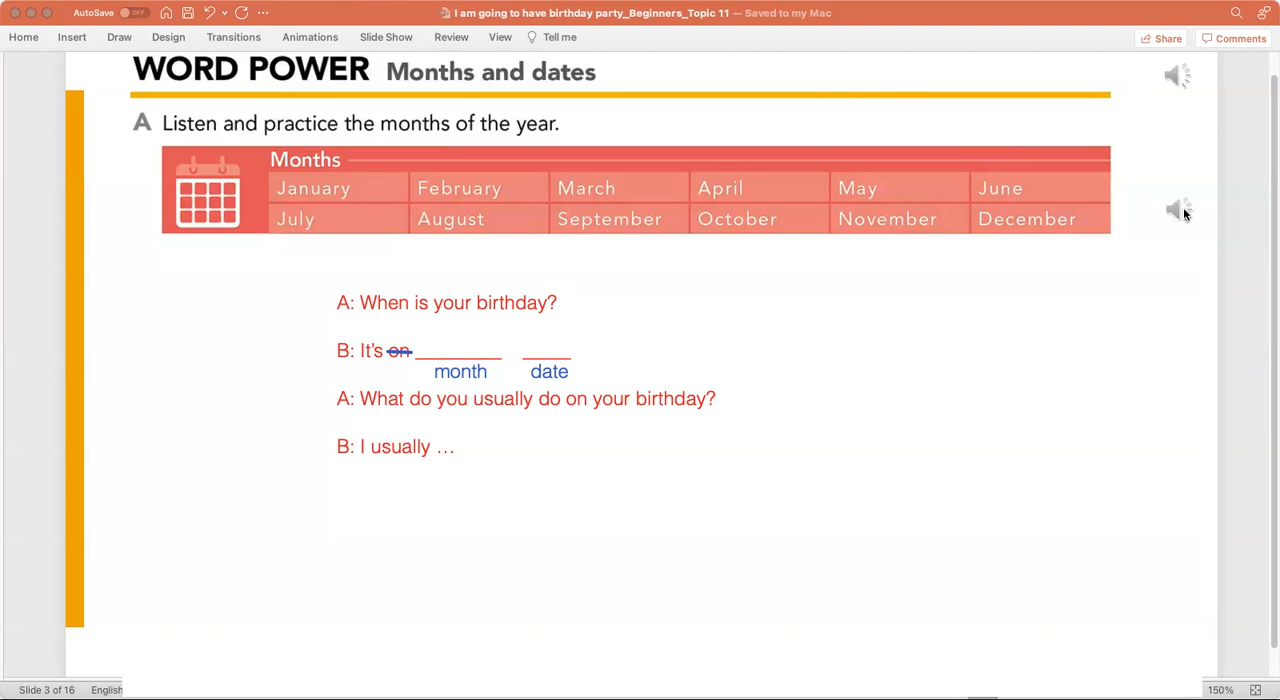 AutoSave OFF ... I am going to have birthday party_Beginners_Topic 11 — Saved to my Mac
Home Insert Draw Design Transitions Animations Slide Show Review View Tell me Share Comments
WORD POWER Months and dates
A Listen and practice the months of the year.
Months
January February March April May June
July August September October November December
A: When is your birthday?
B: It's on __________ _____
month date
A: What do you usually do on your birthday?
B: I usually ...
Slide 3 of 16 English 150%